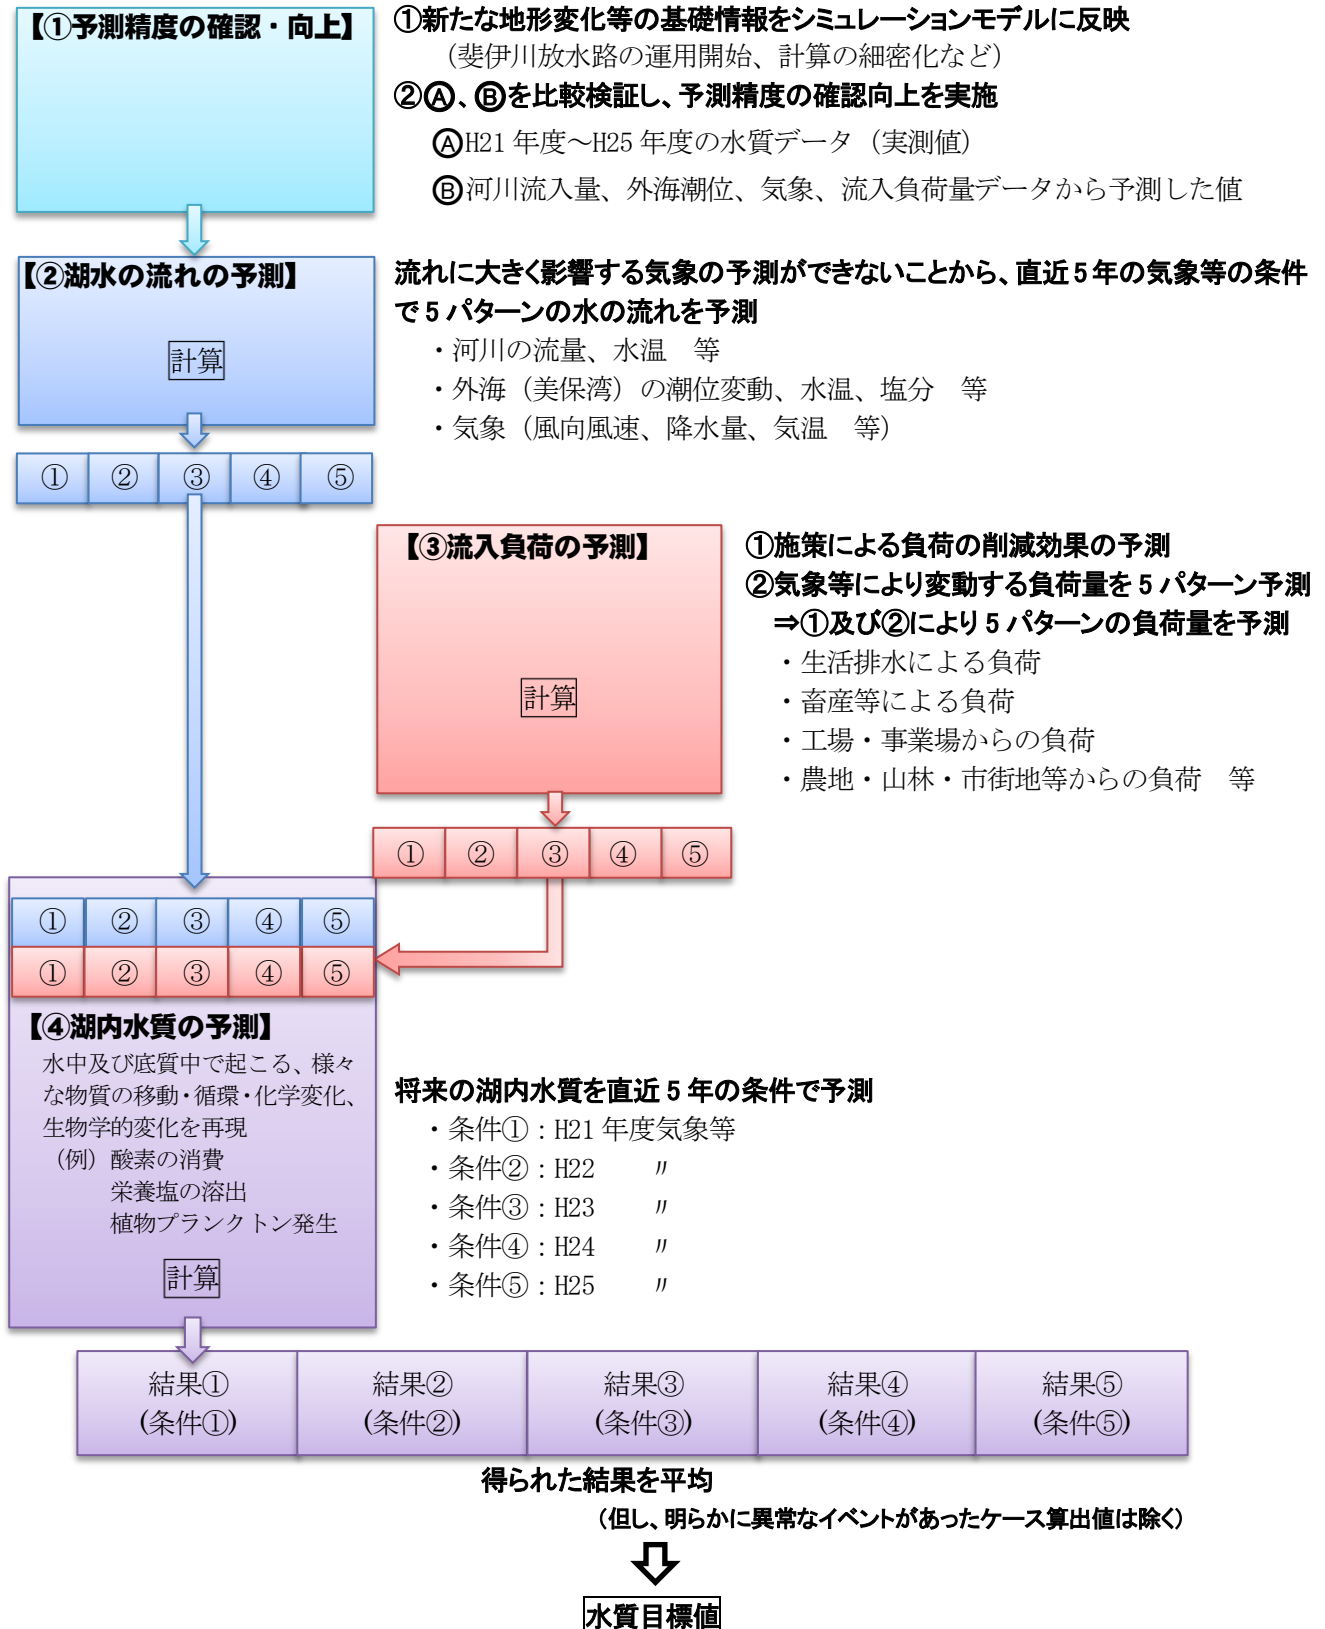 【①予測精度の確認・向上】
①新たな地形変化等の基礎情報をシミュレーションモデルに反映
（斐伊川放水路の運用開始、計算の細密化など）
②Ⓐ、Ⓑを比較検証し、予測精度の確認向上を実施
ⒶH21 年度～H25 年度の水質データ（実測値）
Ⓑ河川流入量、外海潮位、気象、流入負荷量データから予測した値
【②湖水の流れの予測】
計算
流れに大きく影響する気象の予測ができないことから、直近 5 年の気象等の条件
で 5 パターンの水の流れを予測
・河川の流量、水温　等
・外海（美保湾）の潮位変動、水温、塩分　等
・気象（風向風速、降水量、気温　等）
① ② ③ ④ ⑤
【③流入負荷の予測】
計算
①施策による負荷の削減効果の予測
②気象等により変動する負荷量を 5 パターン予測
⇒①及び②により 5 パターンの負荷量を予測
・生活排水による負荷
・畜産等による負荷
・工場・事業場からの負荷
・農地・山林・市街地等からの負荷　等
① ② ③ ④ ⑤
① ② ③ ④ ⑤
① ② ③ ④ ⑤
【④湖内水質の予測】
水中及び底質中で起こる、様々
な物質の移動・循環・化学変化、
生物学的変化を再現
（例）酸素の消費
栄養塩の溶出
植物プランクトン発生
計算
将来の湖内水質を直近 5 年の条件で予測
・条件①：H21 年度気象等
・条件②：H22　　〃
・条件③：H23　　〃
・条件④：H24　　〃
・条件⑤：H25　　〃
結果① 結果② 結果③ 結果④ 結果⑤
(条件①) (条件②) (条件③) (条件④) (条件⑤)
得られた結果を平均
（但し、明らかに異常なイベントがあったケース算出値は除く）
水質目標値